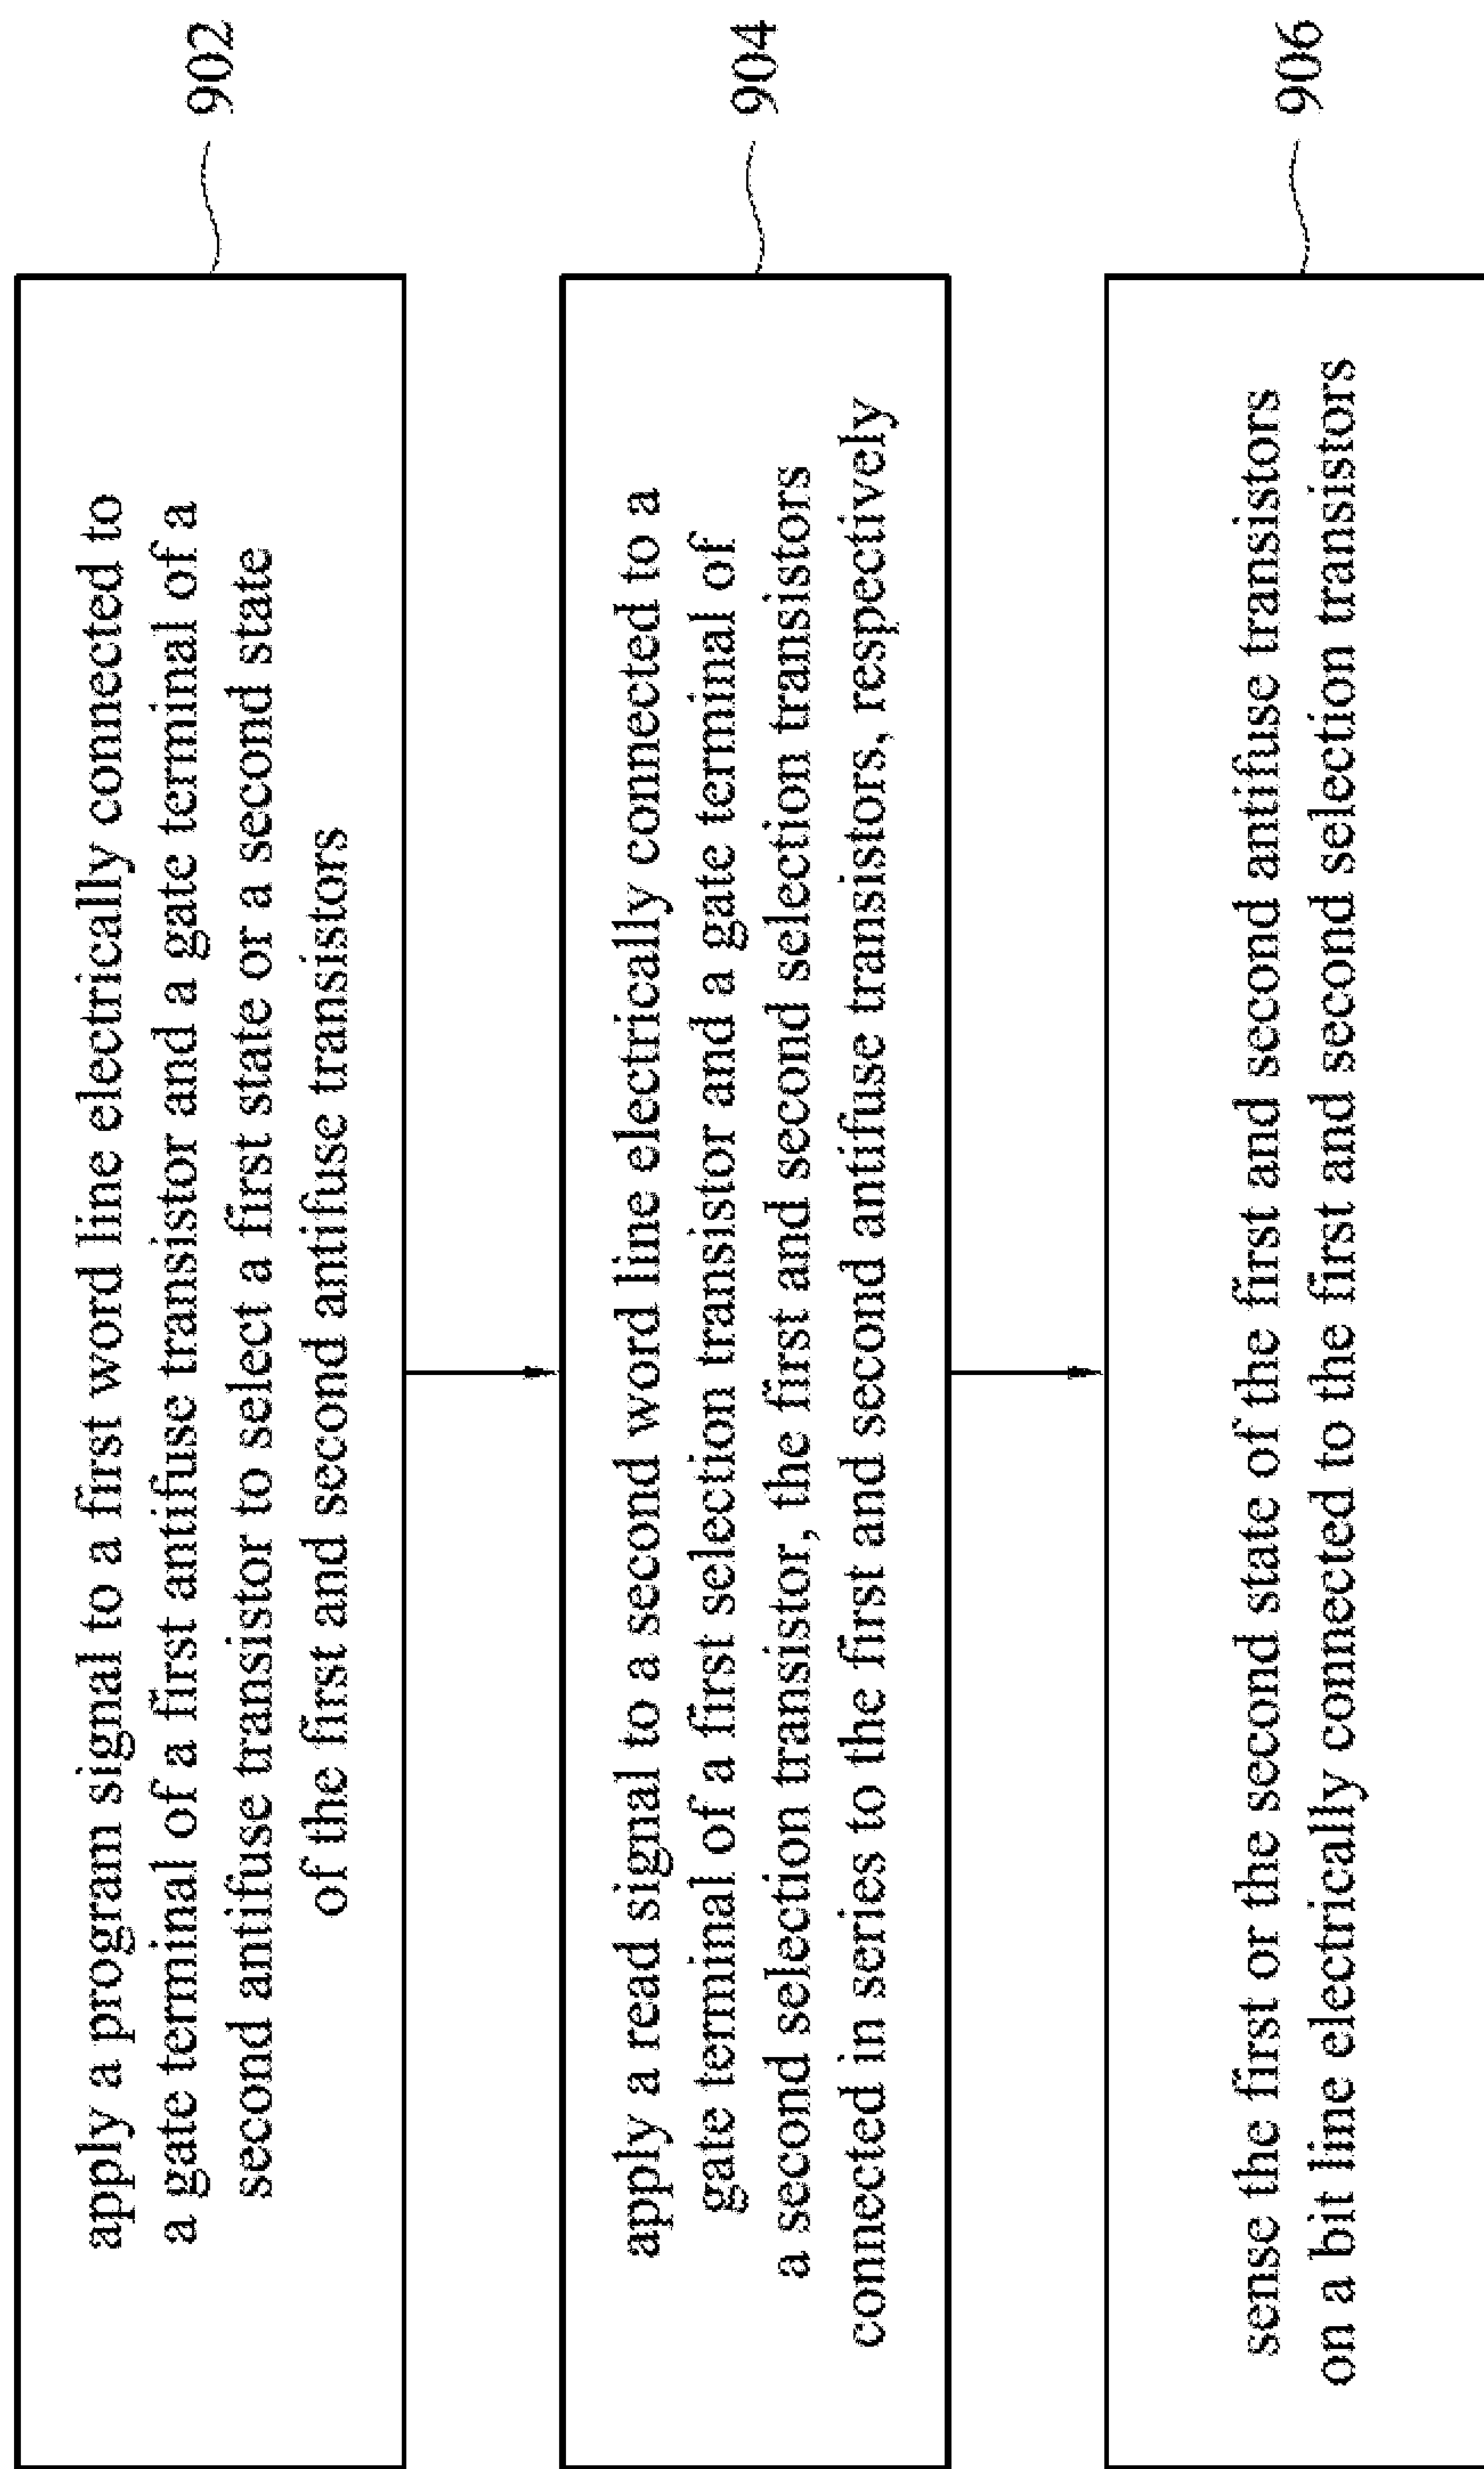 apply a program signal to a first word line electrically connected to
a gate terminal of a first antifuse transistor and a gate terminal of a
second antifuse transistor to select a first state or a second state
of the first and second antifuse transistors
902
apply a read signal to a second word line electrically connected to a
gate terminal of a first selection transistor and a gate terminal of
a second selection transistor, the first and second selection transistors
connected in series to the first and second antifuse transistors, respectively
904
sense the first or the second state of the first and second antifuse transistors
on a bit line electrically connected to the first and second selection transistors
906